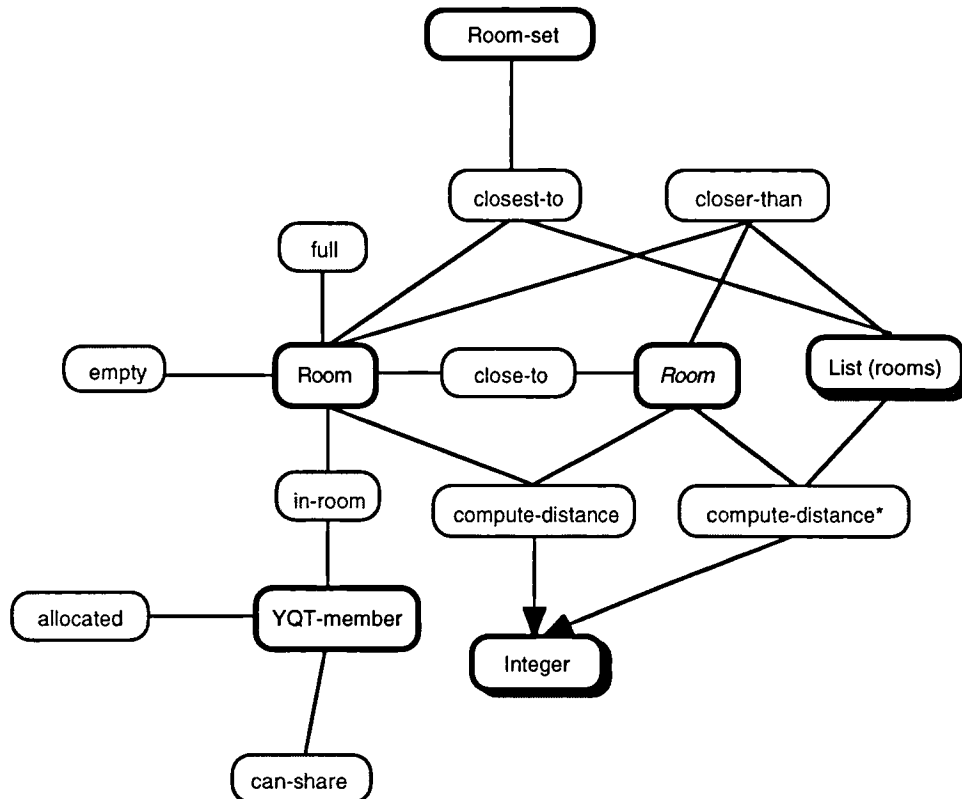 Room-set
closest-to
closer-than
full
empty
Room
close-to
Room
List (rooms)
in-room
compute-distance
compute-distance*
allocated
YQT-member
Integer
can-share